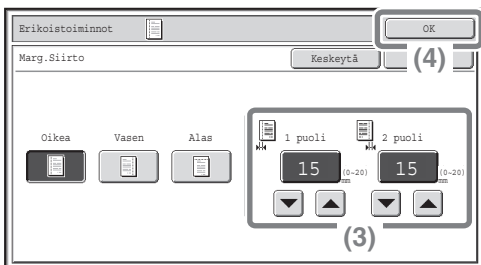 Erikoistoiminnot
OK
Marg.Siirto
Keskeytä
(4)
Oikea
Vasen
Alas
1 puoli
2 puoli
15
(0~20)
mm
15
(0~20)
mm
(3)